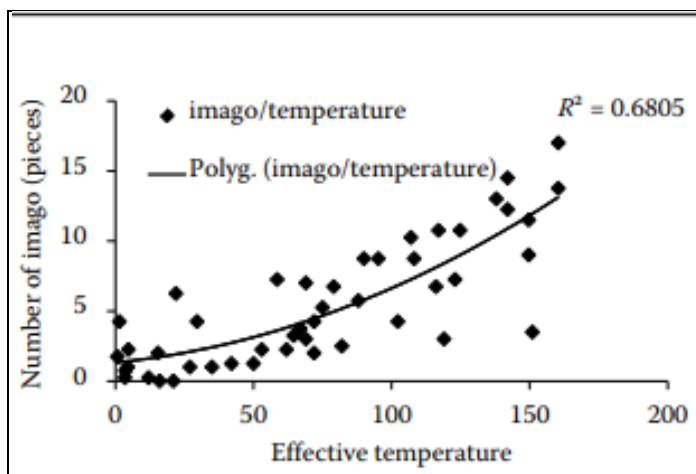 20
15
10
5
0
Number of imago (pieces)
imago/temperature
Polyg. (imago/temperature)
R² = 0.6805
0 50 100 150 200
Effective temperature